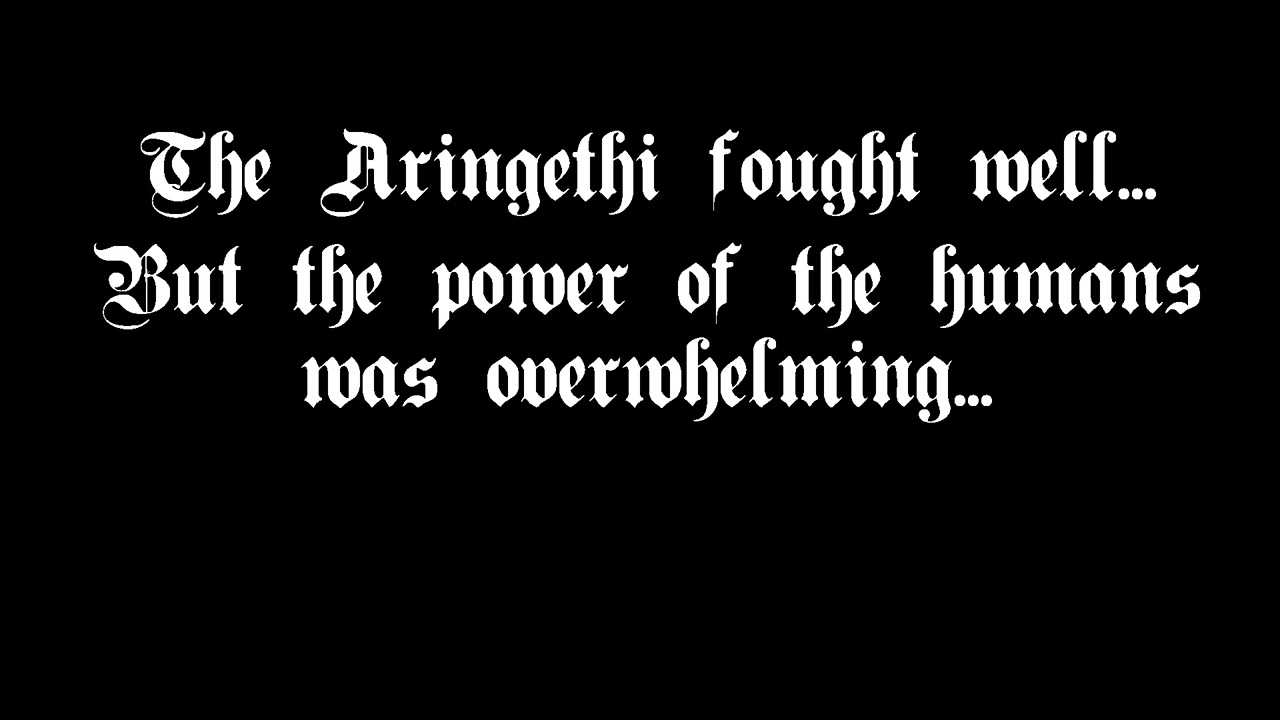 The Aringethi fought well...
But the power of the humans
was overwhelming...